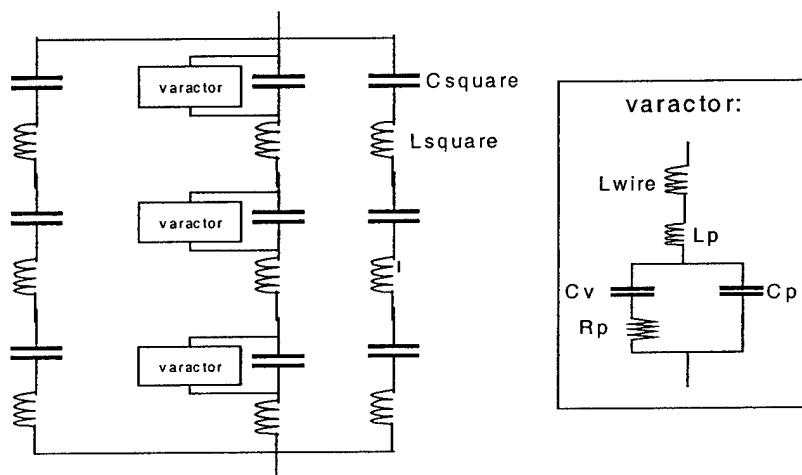 varactor
Csquare
Lsquare
varactor
l
varactor
varactor:
Lwire
Lp
Cv
Cp
Rp